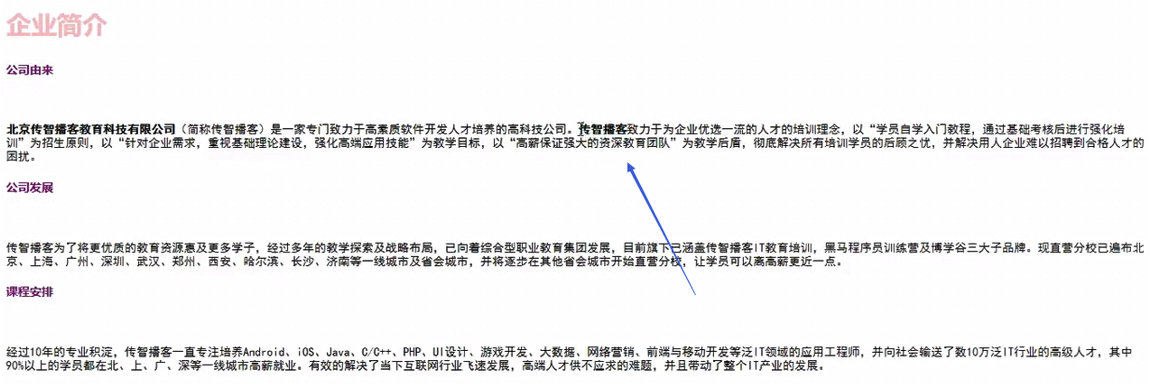 企业简介
公司由来
北京传智播客教育科技有限公司（简称传智播客）是一家专门致力于高素质软件开发人才培养的高科技公司。传智播客致力于为企业优选一流的人才的培训理念，以“学员自学入门教程，通过基础考核后进行强化培
训”为招生原则，以“针对企业需求，重视基础理论建设，强化高端应用技能”为教学目标，以“高薪保证强大的资深教育团队”为教学后盾，彻底解决所有培训学员的后顾之忧，并解决用人企业难以招聘到合格人才的
困扰。
公司发展
传智播客为了将更优质的教育资源惠及更多学子，经过多年的教学探索及战略布局，已向着综合型职业教育集团发展，目前旗下已涵盖传智播客IT教育培训，黑马程序员训练营及博学谷三大子品牌。现直营分校已遍布北
京、上海、广州、深圳、武汉、郑州、西安、哈尔滨、长沙、济南等一线城市及省会城市，并将逐步在其他省会城市开始直营分校，让学员可以离高薪更近一点。
课程安排
经过10年的专业积淀，传智播客一直专注培养Android、iOS、Java、C/C++、PHP、UI设计、游戏开发、大数据、网络营销、前端与移动开发等泛IT领域的应用工程师，并向社会输送了数10万泛IT行业的高级人才，其中
90%以上的学员都在北、上、广、深等一线城市高薪就业。有效的解决了当下互联网行业飞速发展，高端人才供不应求的难题，并且带动了整个IT产业的发展。